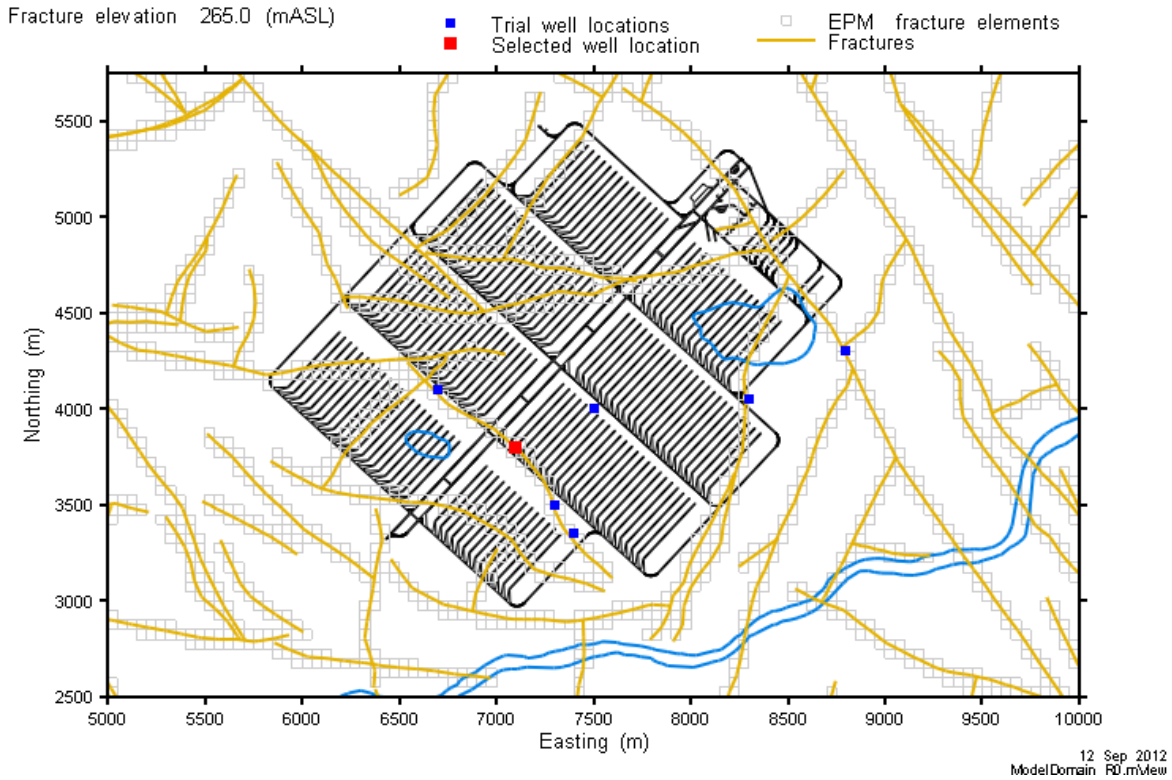 Fracture elevation 265.0 (mASL)
Trial well locations
Selected well location
EPM fracture elements
Fractures
Northing (m)
5500
5000
4500
4000
3500
3000
2500
5000 5500 6000 6500 7000 7500 8000 8500 9000 9500 10000
Easting (m)
12 Sep 2012
ModelDomain_R0.mView